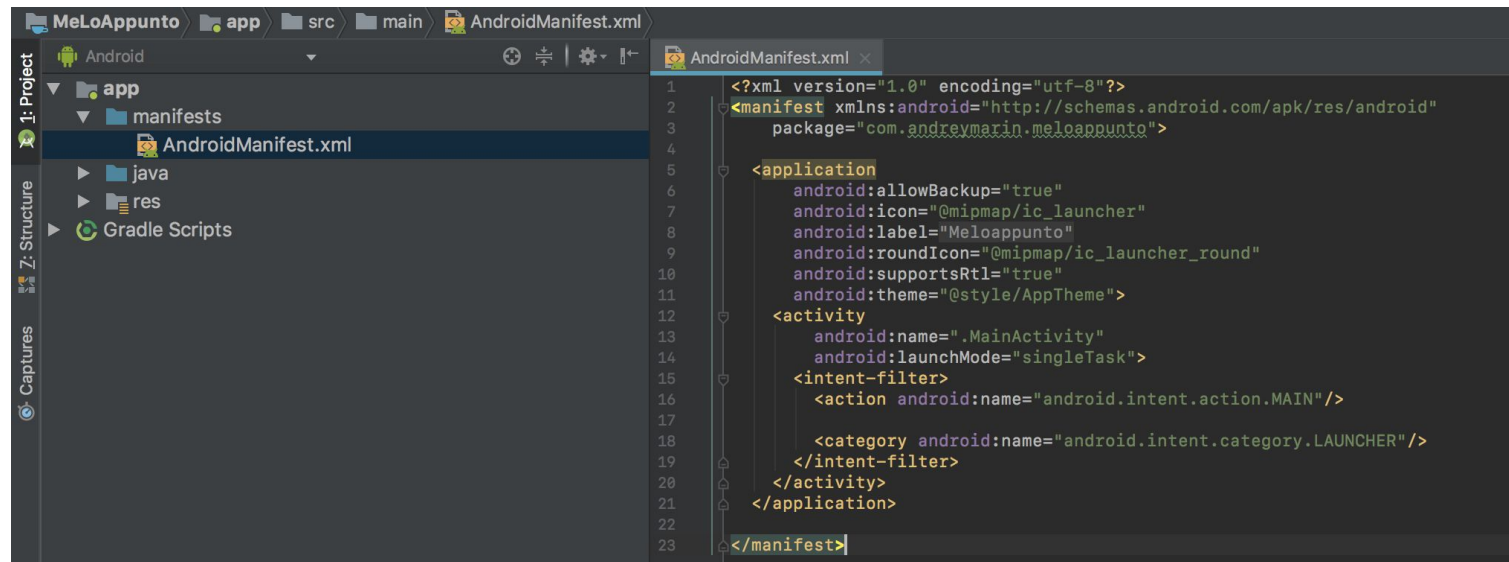 MeLoAppunto app src main AndroidManifest.xml
1: Project
Z: Structure
Captures
Android
app
manifests
AndroidManifest.xml
java
res
Gradle Scripts
AndroidManifest.xml
1 <?xml version="1.0" encoding="utf-8"?>
2 <manifest xmlns:android="http://schemas.android.com/apk/res/android"
3 package="com.andreymarin.meloappunto">
4
5 <application
6 android:allowBackup="true"
7 android:icon="@mipmap/ic_launcher"
8 android:label="Meloappunto"
9 android:roundIcon="@mipmap/ic_launcher_round"
10 android:supportsRtl="true"
11 android:theme="@style/AppTheme">
12 <activity
13 android:name=".MainActivity"
14 android:launchMode="singleTask">
15 <intent-filter>
16 <action android:name="android.intent.action.MAIN"/>
17
18 <category android:name="android.intent.category.LAUNCHER"/>
19 </intent-filter>
20 </activity>
21 </application>
22
23 </manifest>